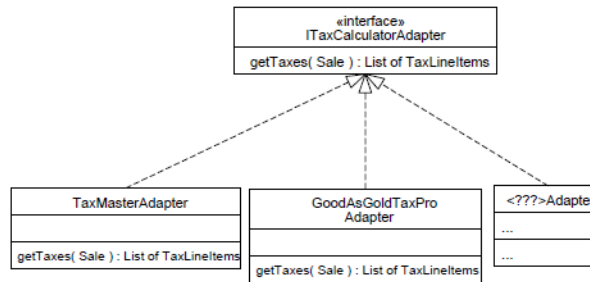 «interface»
ITaxCalculatorAdapter
getTaxes( Sale ) : List of TaxLineItems
TaxMasterAdapter
getTaxes( Sale ) : List of TaxLineItems
GoodAsGoldTaxPro
Adapter
getTaxes( Sale ) : List of TaxLineItems
<???>Adapte
...
...